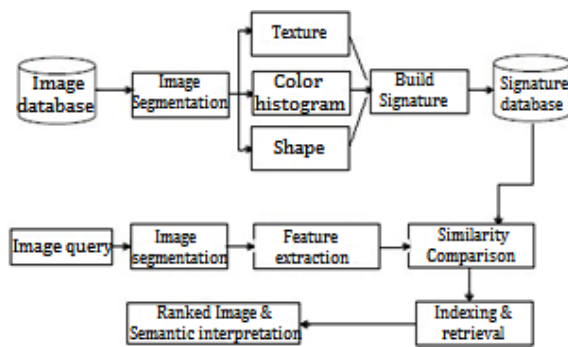 Texture
Image
database
Image
Segmentation
Color
histogram
Build
Signature
Signature
database
Shape
Image query
Image
segmentation
Feature
extraction
Similarity
Comparison
Ranked Image &
Semantic interpretation
Indexing &
retrieval